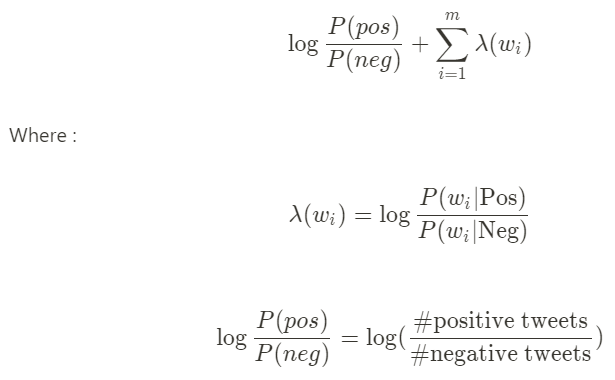 log P(pos)/P(neg) + ∑_{i=1}^{m} λ(w_i)
Where :
λ(w_i) = log P(w_i|Pos)/P(w_i|Neg)
log P(pos)/P(neg) = log(#positive tweets/#negative tweets)